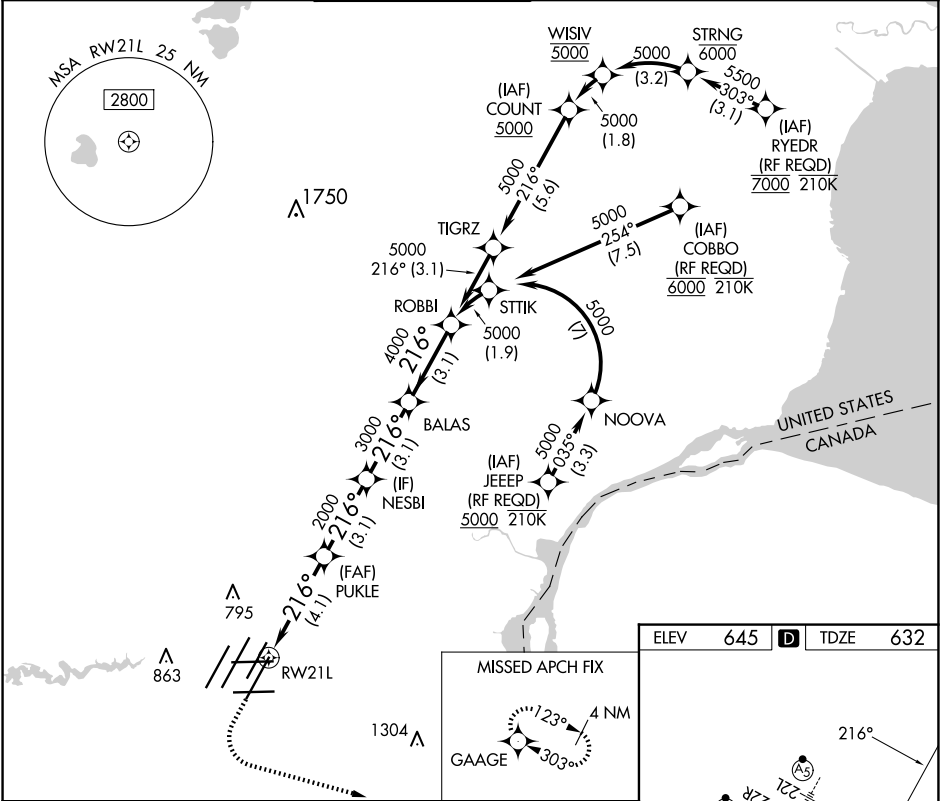 MSA RW21L 25 NM
2800
1750
WISIV
5000
STRNG
6000
5000
(3.2)
5500
303°
(3.1)
(IAF)
COUNT
5000
5000
(1.8)
(IAF)
RYEDR
(RF REQD)
7000 210K
5000
216°
(5.6)
5000
254°
(7.5)
(IAF)
COBBO
(RF REQD)
6000 210K
TIGRZ
5000
216° (3.1)
ROBBI
STTIK
5000
(1.9)
5000
(7)
4000
216°
(3.1)
BALAS
NOOVA
UNITED STATES
CANADA
3000
216°
(3.1)
(IF)
NESBI
5000
035°
(3.3)
(IAF)
JEEEP
(RF REQD)
5000 210K
2000
216°
(3.1)
(FAF)
PUKLE
216°
(4.1)
795
863
RW21L
1304
MISSED APCH FIX
123°
4 NM
GAAGE
303°
ELEV 645 D TDZE 632
216°
A5
22L
22R